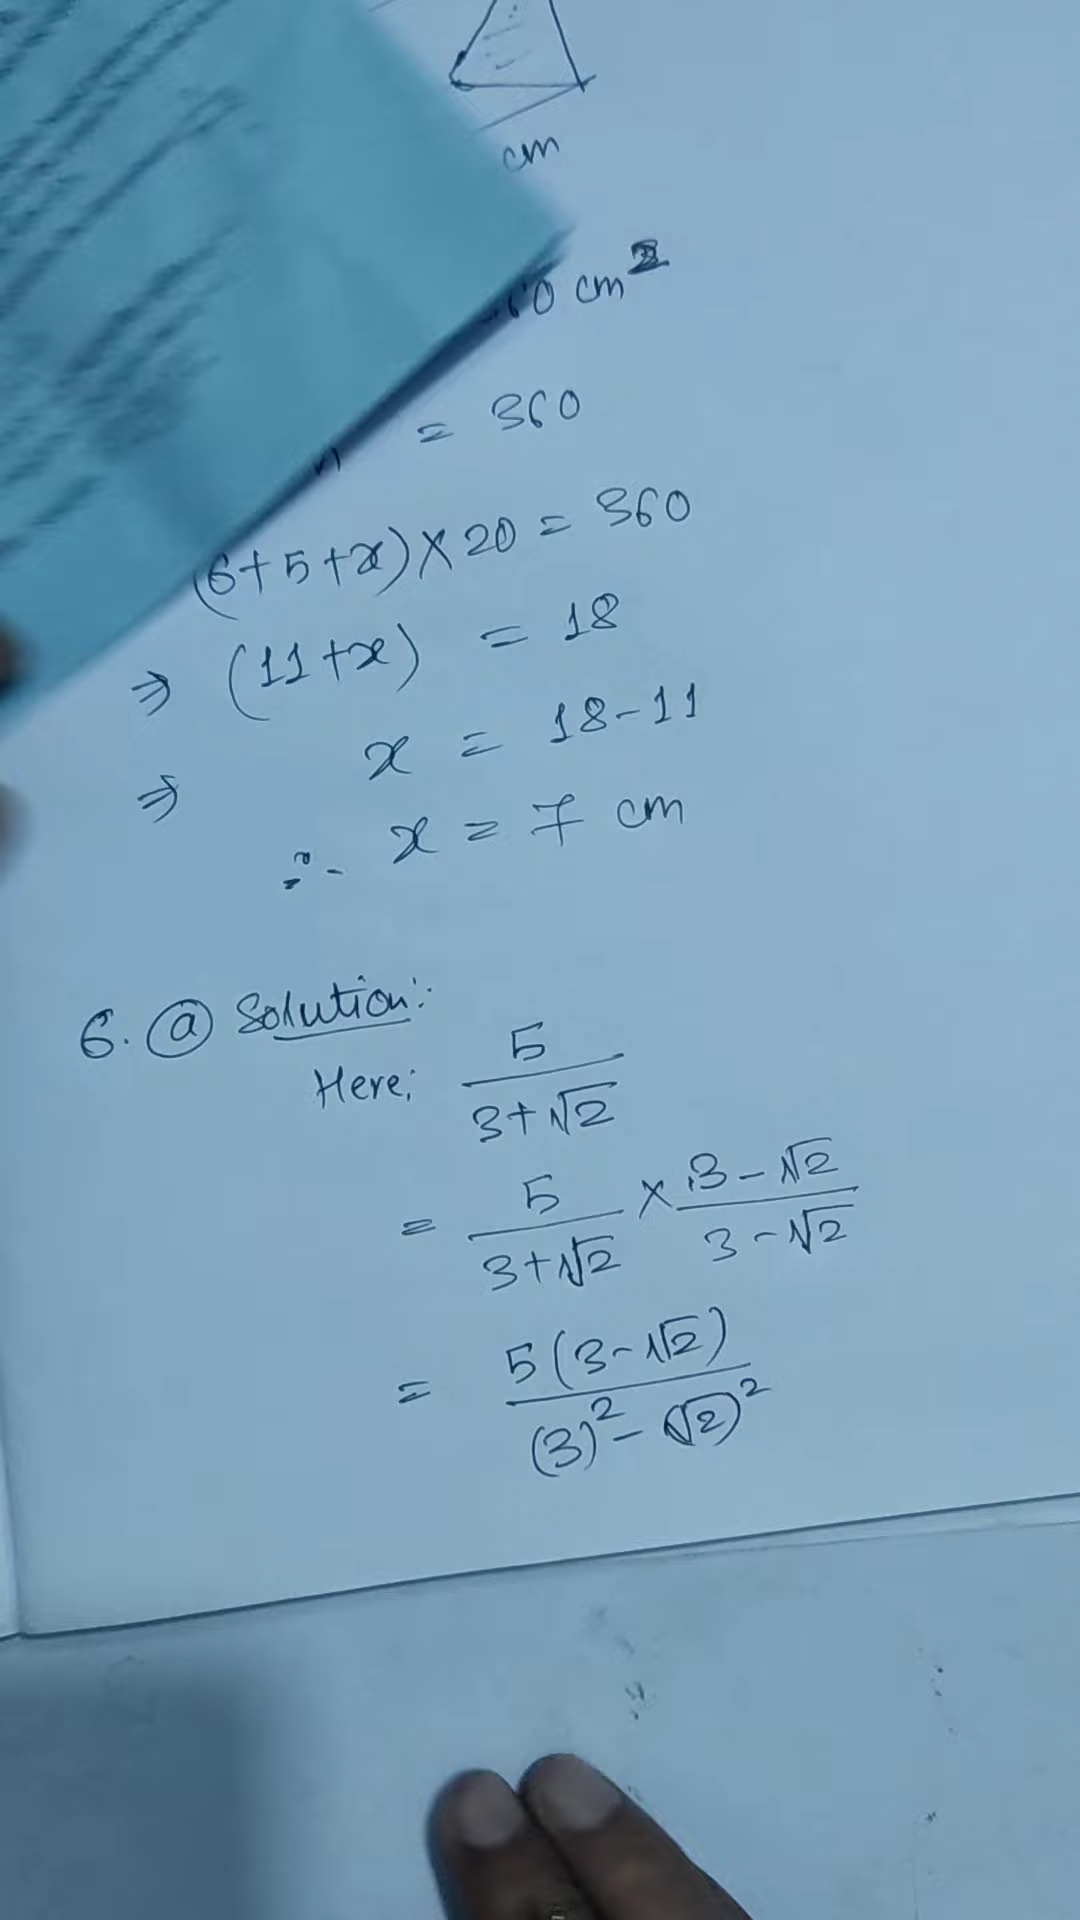 cm
60 cm²
= 360
(6+5+x)×20 = 360
⇒ (11+x) = 18
⇒ x = 18-11
∴ x = 7 cm
6. ⓐ Solution:-
Here; 5/(3+√2)
= 5/(3+√2) × (3-√2)/(3-√2)
= 5(3-√2)/((3)²-(√2)²)